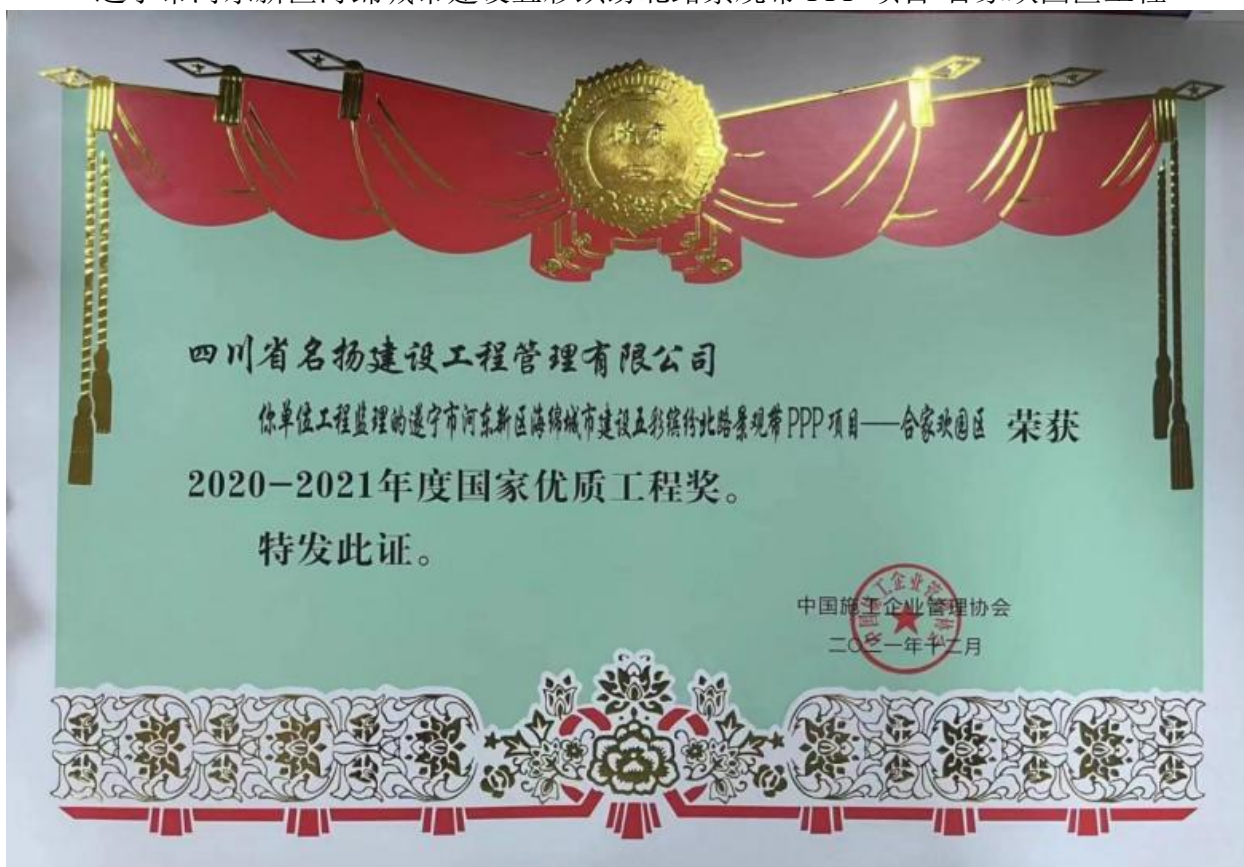 四川省名扬建设工程管理有限公司
你单位工程监理的遂宁市河东新区海绵城市建设五彩缤纷北路景观带PPP项目——合家欢园区 荣获
2020-2021年度国家优质工程奖。
特发此证。
中国施工企业管理协会
二〇二一年十二月